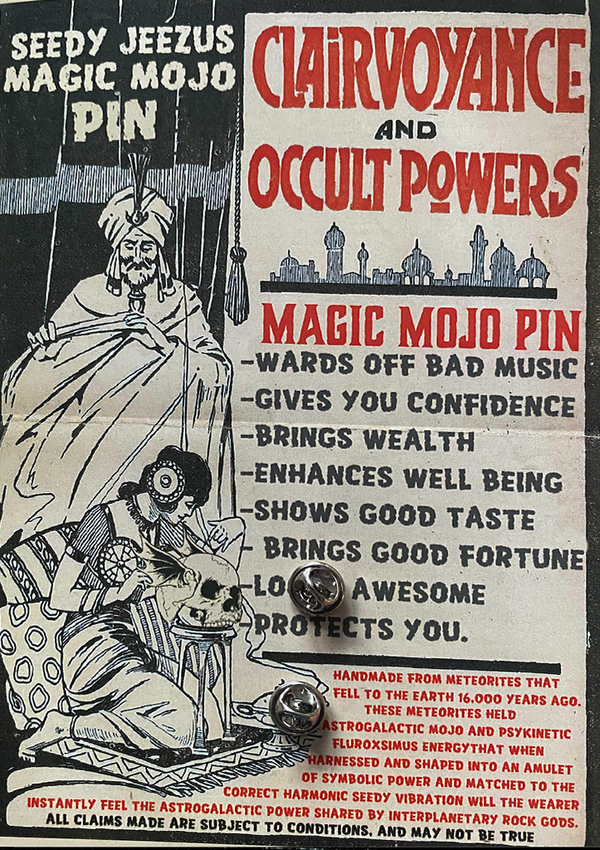 SEEDY JEEZUS
MAGIC MOJO
PIN
CLAIRVOYANCE
AND
OCCULT POWERS
MAGIC MOJO PIN
-WARDS OFF BAD MUSIC
-GIVES YOU CONFIDENCE
-BRINGS WEALTH
-ENHANCES WELL BEING
-SHOWS GOOD TASTE
- BRINGS GOOD FORTUNE
AWESOME
-PROTECTS YOU.
HANDMADE FROM METEORITES THAT
FELL TO THE EARTH 16.000 YEARS AGO.
THESE METEORITES HELD
ASTROGALACTIC MOJO AND PSYKINETIC
FLUROXSIMUS ENERGYTHAT WHEN
HARNESSED AND SHAPED INTO AN AMULET
OF SYMBOLIC POWER AND MATCHED TO THE
CORRECT HARMONIC SEEDY VIBRATION WILL THE WEARER
INSTANTLY FEEL THE ASTROGALACTIC POWER SHARED BY INTERPLANETARY ROCK GODS.
ALL CLAIMS MADE ARE SUBJECT TO CONDITIONS, AND MAY NOT BE TRUE